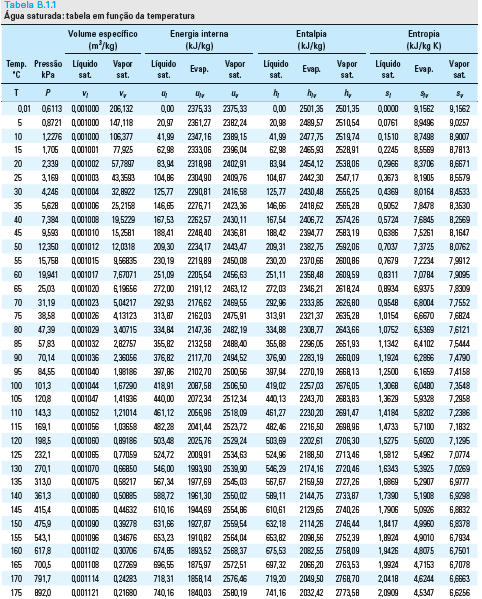 Tabela B.1.1
Água saturada: tabela em função da temperatura
Volume específico (m³/kg) Energia interna (kJ/kg) Entalpia (kJ/kg) Entropia (kJ/kg K)
Temp. °C Pressão kPa Líquido sat. Vapor sat. Líquido sat. Evap. Vapor sat. Líquido sat. Evap. Vapor sat. Líquido sat. Evap. Vapor sat.
T P vl vv ul ulv uv hl hlv hv sl slv sv
0,01 0,6113 0,001000 206,132 0,00 2375,33 2375,33 0,00 2501,35 2501,35 0,0000 9,1562 9,1562
5 0,8721 0,001000 147,118 20,97 2361,27 2382,24 20,98 2489,57 2510,54 0,0761 8,9496 9,0257
10 1,2276 0,001000 106,377 41,99 2347,16 2389,15 41,99 2477,75 2519,74 0,1510 8,7498 8,9007
15 1,705 0,001001 77,925 62,98 2333,06 2396,04 62,98 2465,93 2528,91 0,2245 8,5569 8,7813
20 2,339 0,001002 57,7897 83,94 2318,98 2402,91 83,94 2454,12 2538,06 0,2966 8,3706 8,6671
25 3,169 0,001003 43,3593 104,86 2304,90 2409,76 104,87 2442,30 2547,17 0,3673 8,1905 8,5579
30 4,246 0,001004 32,8922 125,77 2290,81 2416,58 125,77 2430,48 2556,25 0,4369 8,0164 8,4533
35 5,628 0,001006 25,2158 146,65 2276,71 2423,36 146,66 2418,62 2565,28 0,5052 7,8478 8,3530
40 7,384 0,001008 19,5229 167,53 2262,57 2430,11 167,54 2406,72 2574,26 0,5724 7,6845 8,2569
45 9,593 0,001010 15,2581 188,41 2248,40 2436,81 188,42 2394,77 2583,19 0,6386 7,5261 8,1647
50 12,350 0,001012 12,0318 209,30 2234,17 2443,47 209,31 2382,75 2592,06 0,7037 7,3725 8,0762
55 15,758 0,001015 9,56835 230,19 2219,89 2450,08 230,20 2370,66 2600,86 0,7679 7,2234 7,9912
60 19,941 0,001017 7,67071 251,09 2205,54 2456,63 251,11 2358,48 2609,59 0,8311 7,0784 7,9095
65 25,03 0,001020 6,19656 272,00 2191,12 2463,12 272,03 2346,21 2618,24 0,8934 6,9375 7,8309
70 31,19 0,001023 5,04217 292,93 2176,62 2469,55 292,96 2333,85 2626,80 0,9548 6,8004 7,7552
75 38,58 0,001026 4,13123 313,87 2162,03 2475,91 313,91 2321,37 2635,28 1,0154 6,6670 7,6824
80 47,39 0,001029 3,40715 334,84 2147,36 2482,19 334,88 2308,77 2643,66 1,0752 6,5369 7,6121
85 57,83 0,001032 2,82757 355,82 2132,58 2488,40 355,88 2296,05 2651,93 1,1342 6,4102 7,5444
90 70,14 0,001036 2,36056 376,82 2117,70 2494,52 376,90 2283,19 2660,09 1,1924 6,2866 7,4790
95 84,55 0,001040 1,98186 397,86 2102,70 2500,56 397,94 2270,19 2668,13 1,2500 6,1659 7,4158
100 101,3 0,001044 1,67290 418,91 2087,58 2506,50 419,02 2257,03 2676,05 1,3068 6,0480 7,3548
105 120,8 0,001047 1,41936 440,00 2072,34 2512,34 440,13 2243,70 2683,83 1,3629 5,9328 7,2958
110 143,3 0,001052 1,21014 461,12 2056,96 2518,09 461,27 2230,20 2691,47 1,4184 5,8202 7,2386
115 169,1 0,001056 1,03658 482,28 2041,44 2523,72 482,46 2216,50 2698,96 1,4733 5,7100 7,1832
120 198,5 0,001060 0,89186 503,48 2025,76 2529,24 503,69 2202,61 2706,30 1,5275 5,6020 7,1295
125 232,1 0,001065 0,77059 524,72 2009,91 2534,63 524,96 2188,50 2713,46 1,5812 5,4962 7,0774
130 270,1 0,001070 0,66850 546,00 1993,90 2539,90 546,29 2174,16 2720,46 1,6343 5,3925 7,0269
135 313,0 0,001075 0,58217 567,34 1977,69 2545,03 567,67 2159,59 2727,26 1,6869 5,2907 6,9777
140 361,3 0,001080 0,50885 588,72 1961,30 2550,02 589,11 2144,75 2733,87 1,7390 5,1908 6,9298
145 415,4 0,001085 0,44632 610,16 1944,69 2554,86 610,61 2129,65 2740,26 1,7906 5,0926 6,8832
150 475,9 0,001090 0,39278 631,66 1927,87 2559,54 632,18 2114,26 2746,44 1,8417 4,9960 6,8378
155 543,1 0,001096 0,34676 653,23 1910,82 2564,04 653,82 2098,56 2752,39 1,8924 4,9010 6,7934
160 617,8 0,001102 0,30706 674,85 1893,52 2568,37 675,53 2082,55 2758,09 1,9426 4,8075 6,7501
165 700,5 0,001108 0,27269 696,55 1875,97 2572,51 697,32 2066,20 2763,53 1,9924 4,7153 6,7078
170 791,7 0,001114 0,24283 718,31 1858,14 2576,46 719,20 2049,50 2768,70 2,0418 4,6244 6,6663
175 892,0 0,001121 0,21680 740,16 1840,03 2580,19 741,16 2032,42 2773,58 2,0909 4,5347 6,6256